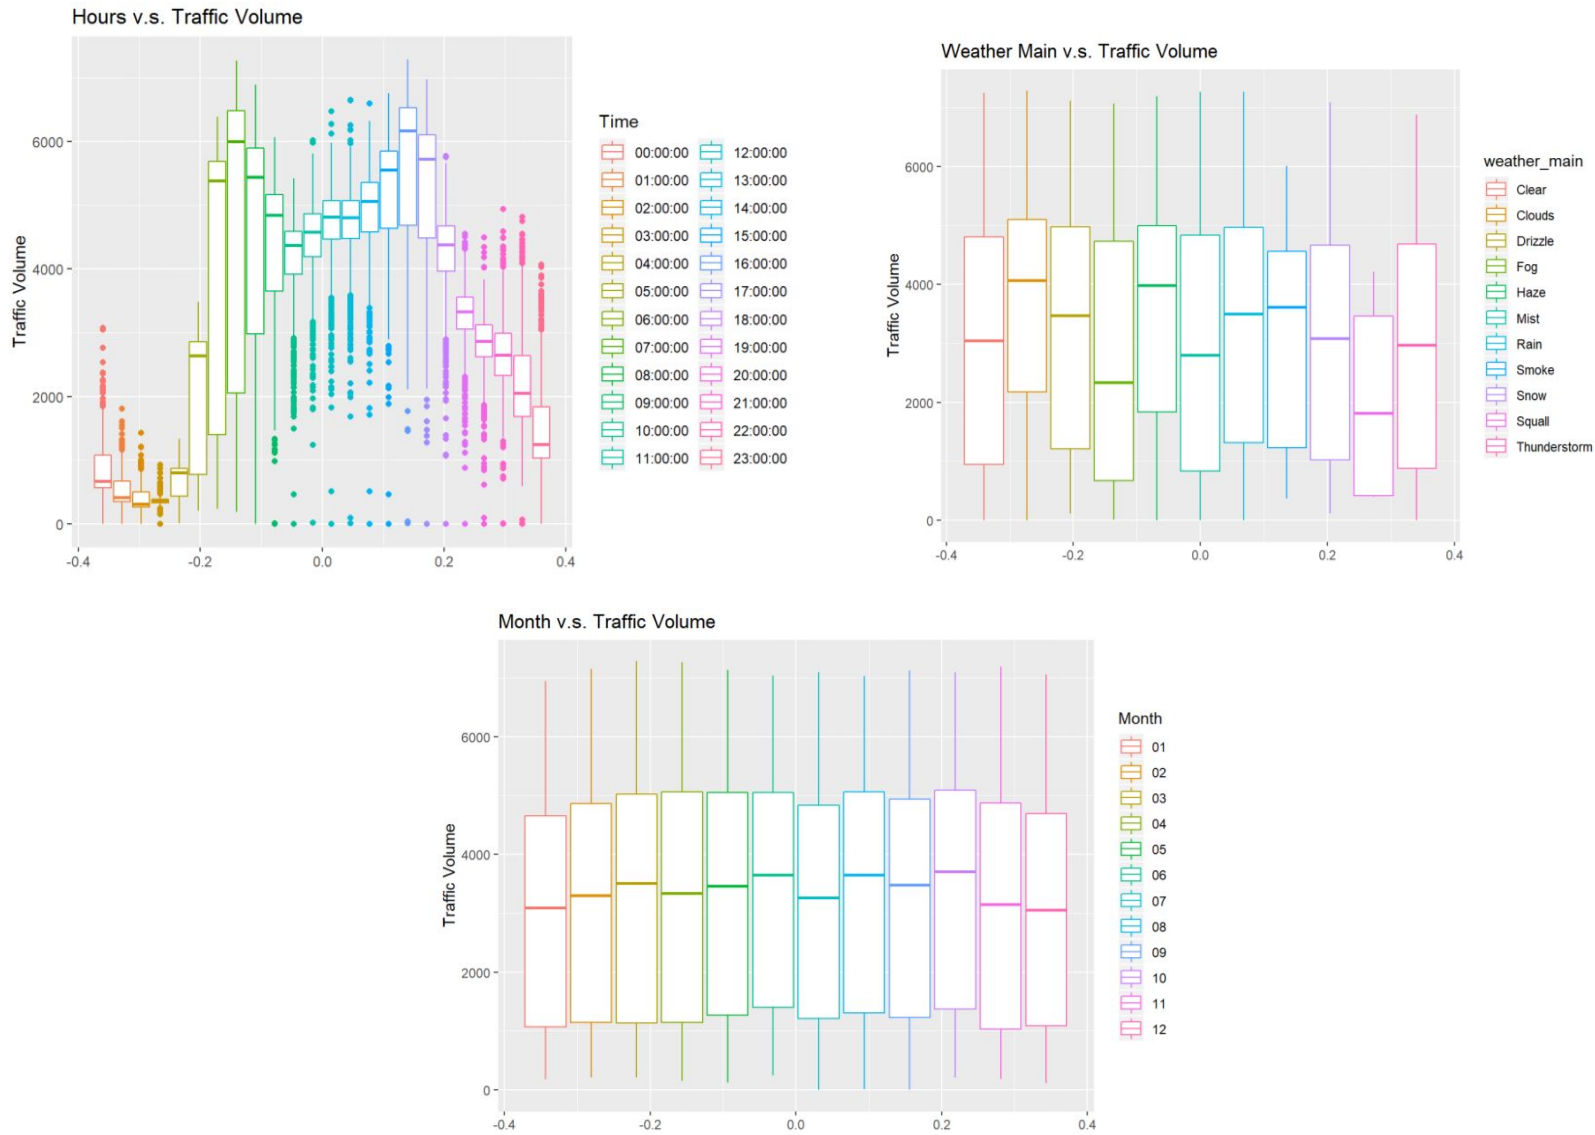 Hours v.s. Traffic Volume
Traffic Volume
6000
4000
2000
0
-0.4 -0.2 0.0 0.2 0.4
Time
00:00:00 12:00:00
01:00:00 13:00:00
02:00:00 14:00:00
03:00:00 15:00:00
04:00:00 16:00:00
05:00:00 17:00:00
06:00:00 18:00:00
07:00:00 19:00:00
08:00:00 20:00:00
09:00:00 21:00:00
10:00:00 22:00:00
11:00:00 23:00:00
Weather Main v.s. Traffic Volume
Traffic Volume
6000
4000
2000
0
-0.4 -0.2 0.0 0.2 0.4
weather_main
Clear
Clouds
Drizzle
Fog
Haze
Mist
Rain
Smoke
Snow
Squall
Thunderstorm
Month v.s. Traffic Volume
Traffic Volume
6000
4000
2000
0
-0.4 -0.2 0.0 0.2 0.4
Month
01
02
03
04
05
06
07
08
09
10
11
12